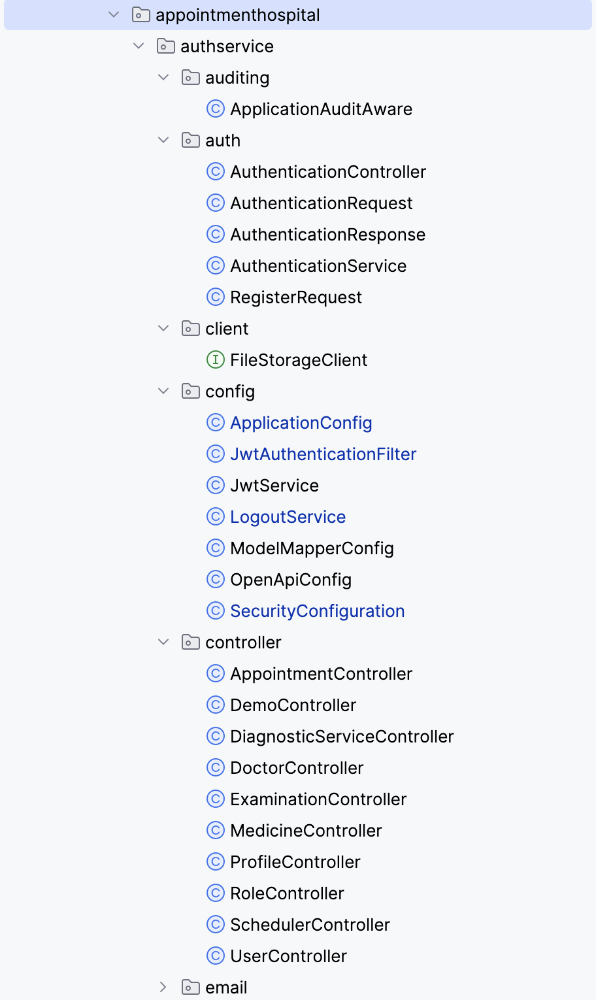 appointmenthospital
authservice
auditing
ApplicationAuditAware
auth
AuthenticationController
AuthenticationRequest
AuthenticationResponse
AuthenticationService
RegisterRequest
client
FileStorageClient
config
ApplicationConfig
JwtAuthenticationFilter
JwtService
LogoutService
ModelMapperConfig
OpenApiConfig
SecurityConfiguration
controller
AppointmentController
DemoController
DiagnosticServiceController
DoctorController
ExaminationController
MedicineController
ProfileController
RoleController
SchedulerController
UserController
email